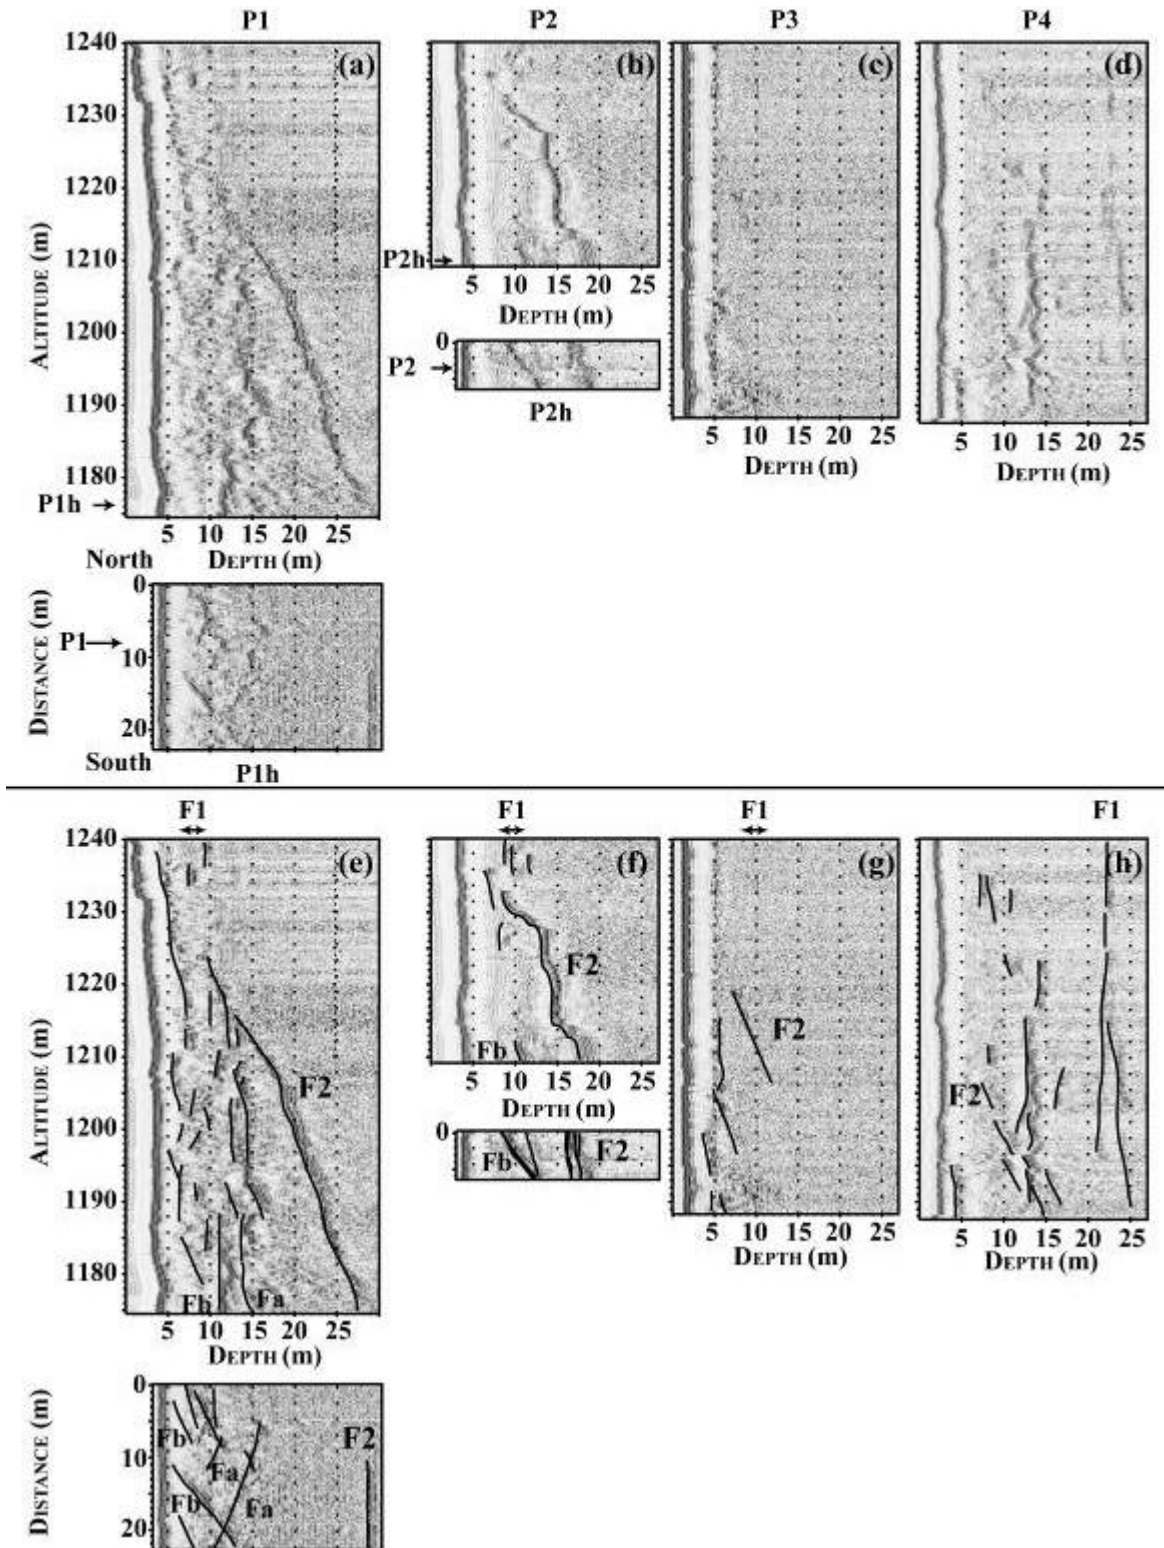 P1 P2 P3 P4
1240 (a) (b) (c) (d)
1230
1220
1210
P2h
5 10 15 20 25
DEPTH (m)
ALTITUDE (m)
1200
0
P2
P2h
1190
5 10 15 20 25
DEPTH (m)
5 10 15 20 25
DEPTH (m)
1180
P1h
5 10 15 20 25
North DEPTH (m)
0
P1
10
DISTANCE (m)
20
South
P1h
F1 F1 F1 F1
1240 (e) (f) (g) (h)
1230
F2
1220
F2
1210
Fb
5 10 15 20 25
DEPTH (m)
F2
F2
ALTITUDE (m)
1200
0
Fb F2
1190
5 10 15 20 25
DEPTH (m)
5 10 15 20 25
DEPTH (m)
1180
Fb Fa
5 10 15 20 25
DEPTH (m)
0
Fb F2
10
Fa
Fb Fa
DISTANCE (m)
20